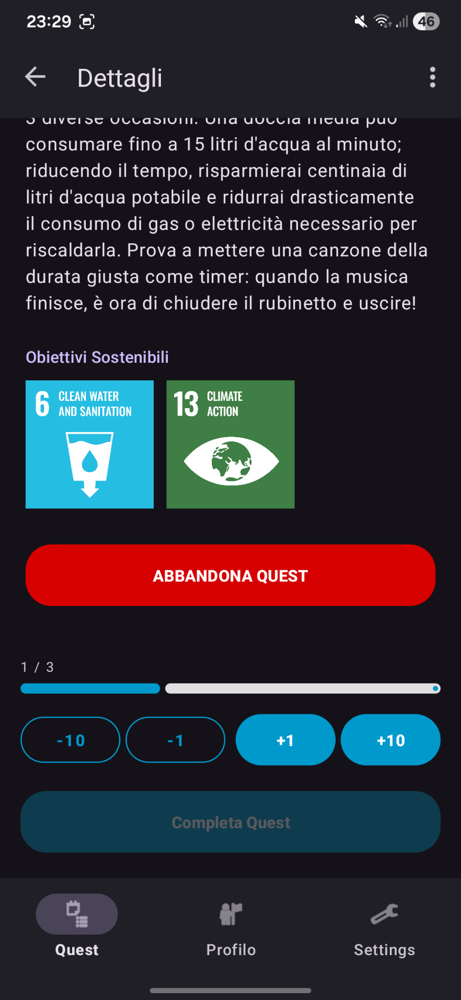 23:29
46
Dettagli
3 diverse occasioni. Una doccia media può
consumare fino a 15 litri d'acqua al minuto;
riducendo il tempo, risparmierai centinaia di
litri d'acqua potabile e ridurrai drasticamente
il consumo di gas o elettricità necessario per
riscaldarla. Prova a mettere una canzone della
durata giusta come timer: quando la musica
finisce, è ora di chiudere il rubinetto e uscire!
Obiettivi Sostenibili
6 CLEAN WATER
AND SANITATION
13 CLIMATE
ACTION
ABBANDONA QUEST
1 / 3
-10 -1 +1 +10
Completa Quest
Quest Profilo Settings